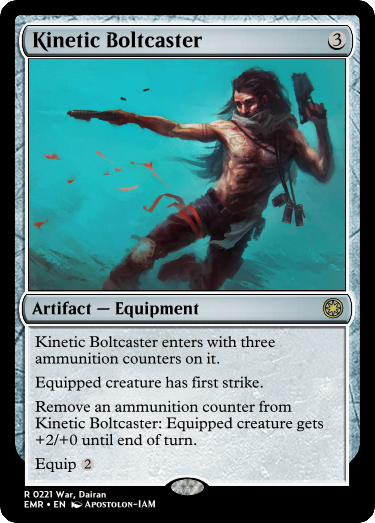 Kinetic Boltcaster 3
Artifact — Equipment
Kinetic Boltcaster enters with three
ammunition counters on it.
Equipped creature has first strike.
Remove an ammunition counter from
Kinetic Boltcaster: Equipped creature gets
+2/+0 until end of turn.
Equip 2
R 0221 War, Dairan
EMR • EN Apostolon-IAM